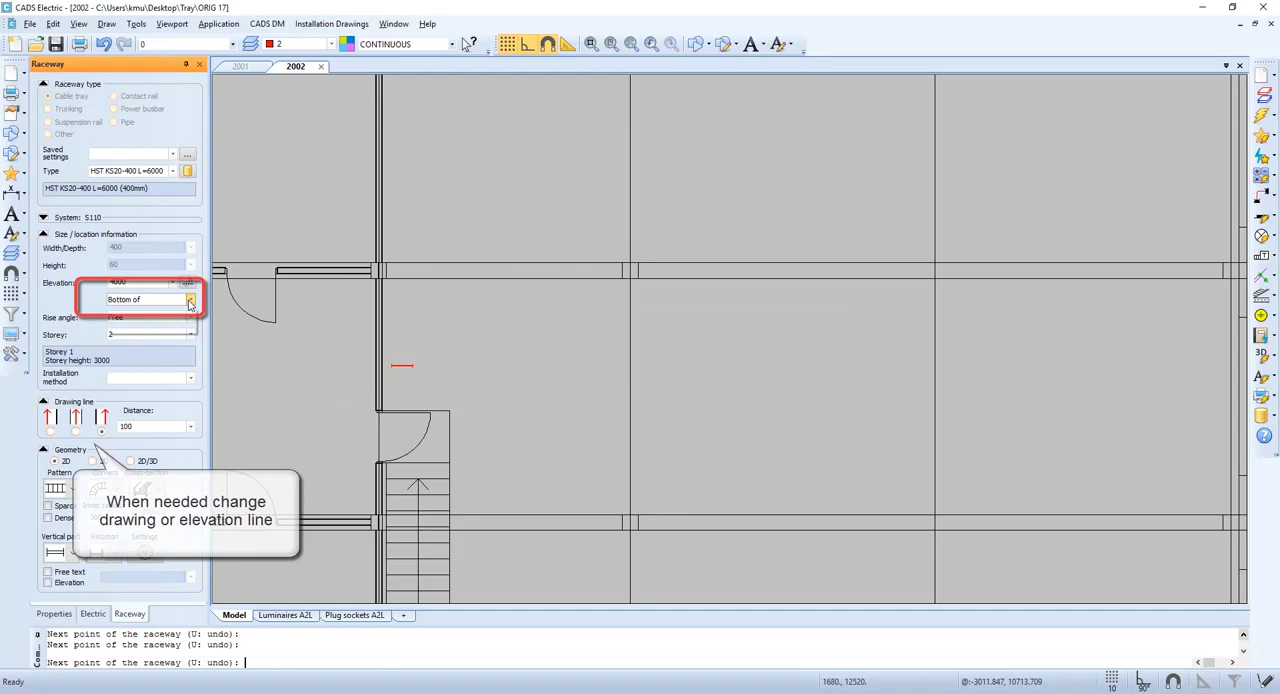 CADS Electric - [2002 - C:\Users\kmu\Desktop\Tray\ORIG 17]
File Edit View Draw Tools Viewport Application CADS DM Installation Drawings Window Help
0 2 CONTINUOUS
Raceway
2001 2002
Raceway type
Cable tray Contact rail
Trunking Power busbar
Suspension rail Pipe
Other
Saved settings
Type HST KS20-400 L=6000
HST KS20-400 L=6000 (400mm)
System: S110
Size / location information
Width/Depth: 400
Height: 60
Elevation: 4000
Bottom of
Rise angle: Free
Storey: 2
Storey 1
Storey height: 3000
Installation method
Drawing line
Distance:
100
Geometry
2D 2D/3D
Pattern
When needed change
drawing or elevation line
Vertical part Rotation Settings
Free text
Elevation
Properties Electric Raceway
Model Luminaires A2L Plug sockets A2L +
Next point of the raceway (U: undo):
Next point of the raceway (U: undo):
Next point of the raceway (U: undo):
Com...
Ready 1680., 12520. @:-3011.847, 10713.709 10 90°